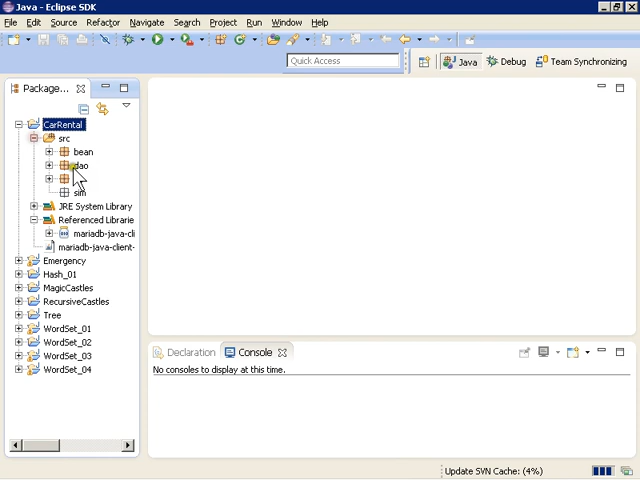 Java - Eclipse SDK
File Edit Source Refactor Navigate Search Project Run Window Help
Quick Access
Java Debug Team Synchronizing
Package...
CarRental
src
bean
dao
sim
JRE System Library
Referenced Librarie
mariadb-java-cli
mariadb-java-client-
Emergency
Hash_01
MagicCastles
RecursiveCastles
Tree
WordSet_01
WordSet_02
WordSet_03
WordSet_04
Declaration Console
No consoles to display at this time.
Update SVN Cache: (4%)